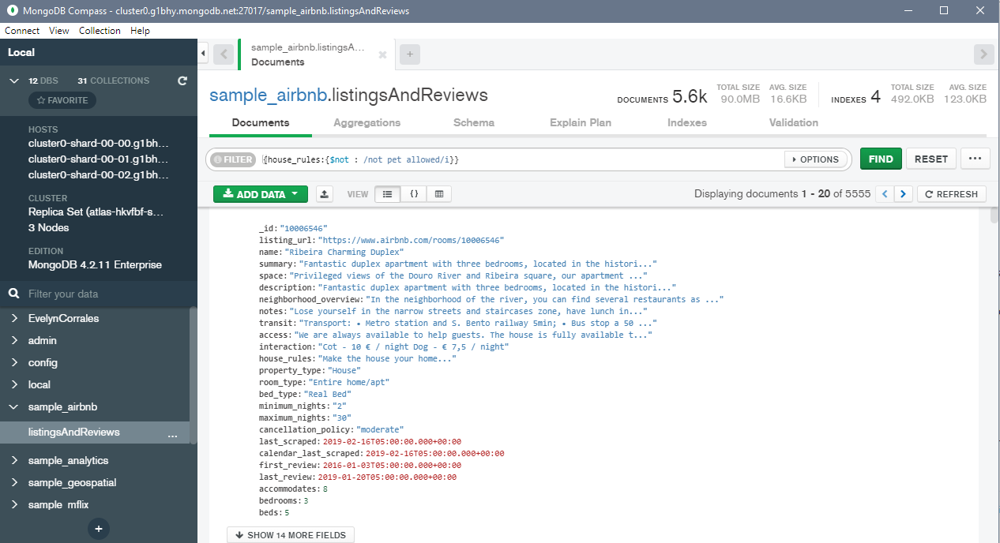 MongoDB Compass - cluster0.g1bhy.mongodb.net:27017/sample_airbnb.listingsAndReviews
Connect View Collection Help
Local
12 DBS 31 COLLECTIONS
☆ FAVORITE
HOSTS
cluster0-shard-00-00.g1bh...
cluster0-shard-00-01.g1bh...
cluster0-shard-00-02.g1bh...
CLUSTER
Replica Set (atlas-hkvfbf-s...
3 Nodes
EDITION
MongoDB 4.2.11 Enterprise
Filter your data
EvelynCorrales
admin
config
local
sample_airbnb
listingsAndReviews ...
sample_analytics
sample_geospatial
sample_mflix
+
sample_airbnb.listingsA...
Documents
+
sample_airbnb.listingsAndReviews
DOCUMENTS 5.6k TOTAL SIZE 90.0MB AVG. SIZE 16.6KB INDEXES 4 TOTAL SIZE 492.0KB AVG. SIZE 123.0KB
Documents Aggregations Schema Explain Plan Indexes Validation
FILTER {house_rules:{$not : /not pet allowed/i}} OPTIONS FIND RESET ...
ADD DATA VIEW {} Displaying documents 1 - 20 of 5555 < > REFRESH
_id:"10006546"
listing_url:"https://www.airbnb.com/rooms/10006546"
name:"Ribeira Charming Duplex"
summary:"Fantastic duplex apartment with three bedrooms, located in the histori..."
space:"Privileged views of the Douro River and Ribeira square, our apartment ..."
description:"Fantastic duplex apartment with three bedrooms, located in the histori..."
neighborhood_overview:"In the neighborhood of the river, you can find several restaurants as ..."
notes:"Lose yourself in the narrow streets and staircases zone, have lunch in..."
transit:"Transport: • Metro station and S. Bento railway 5min; • Bus stop a 50 ..."
access:"We are always available to help guests. The house is fully available t..."
interaction:"Cot - 10 € / night Dog - € 7,5 / night"
house_rules:"Make the house your home..."
property_type:"House"
room_type:"Entire home/apt"
bed_type:"Real Bed"
minimum_nights:"2"
maximum_nights:"30"
cancellation_policy:"moderate"
last_scraped:2019-02-16T05:00:00.000+00:00
calendar_last_scraped:2019-02-16T05:00:00.000+00:00
first_review:2016-01-03T05:00:00.000+00:00
last_review:2019-01-20T05:00:00.000+00:00
accommodates:8
bedrooms:3
beds:5
SHOW 14 MORE FIELDS